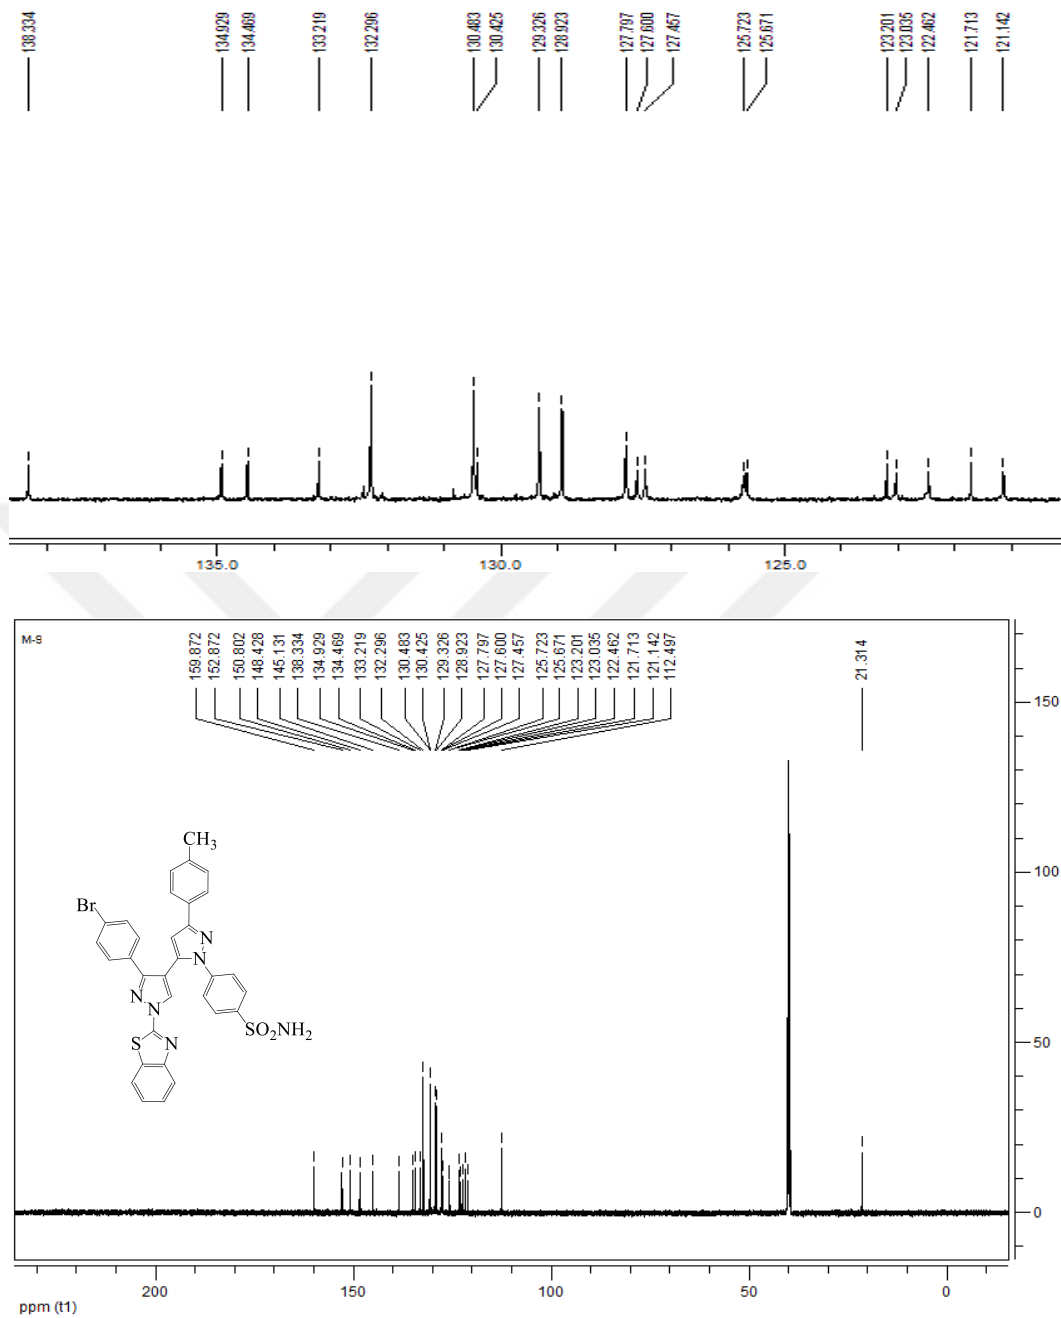 138.334 134.929 134.469 133.219 132.296 130.483 130.425 129.326 128.923 127.797 127.600 127.457 125.723 125.671 123.201 123.035 122.462 121.713 121.142
135.0 130.0 125.0
M-9
159.872 152.872 150.802 148.428 145.131 138.334 134.929 134.469 133.219 132.296 130.483 130.425 129.326 128.923 127.797 127.600 127.457 125.723 125.671 123.201 123.035 122.462 121.713 121.142 112.497 21.314
150
CH3
100
Br
N
N
N
N
SO2NH2
S N
50
0
200 150 100 50 0
ppm (t1)